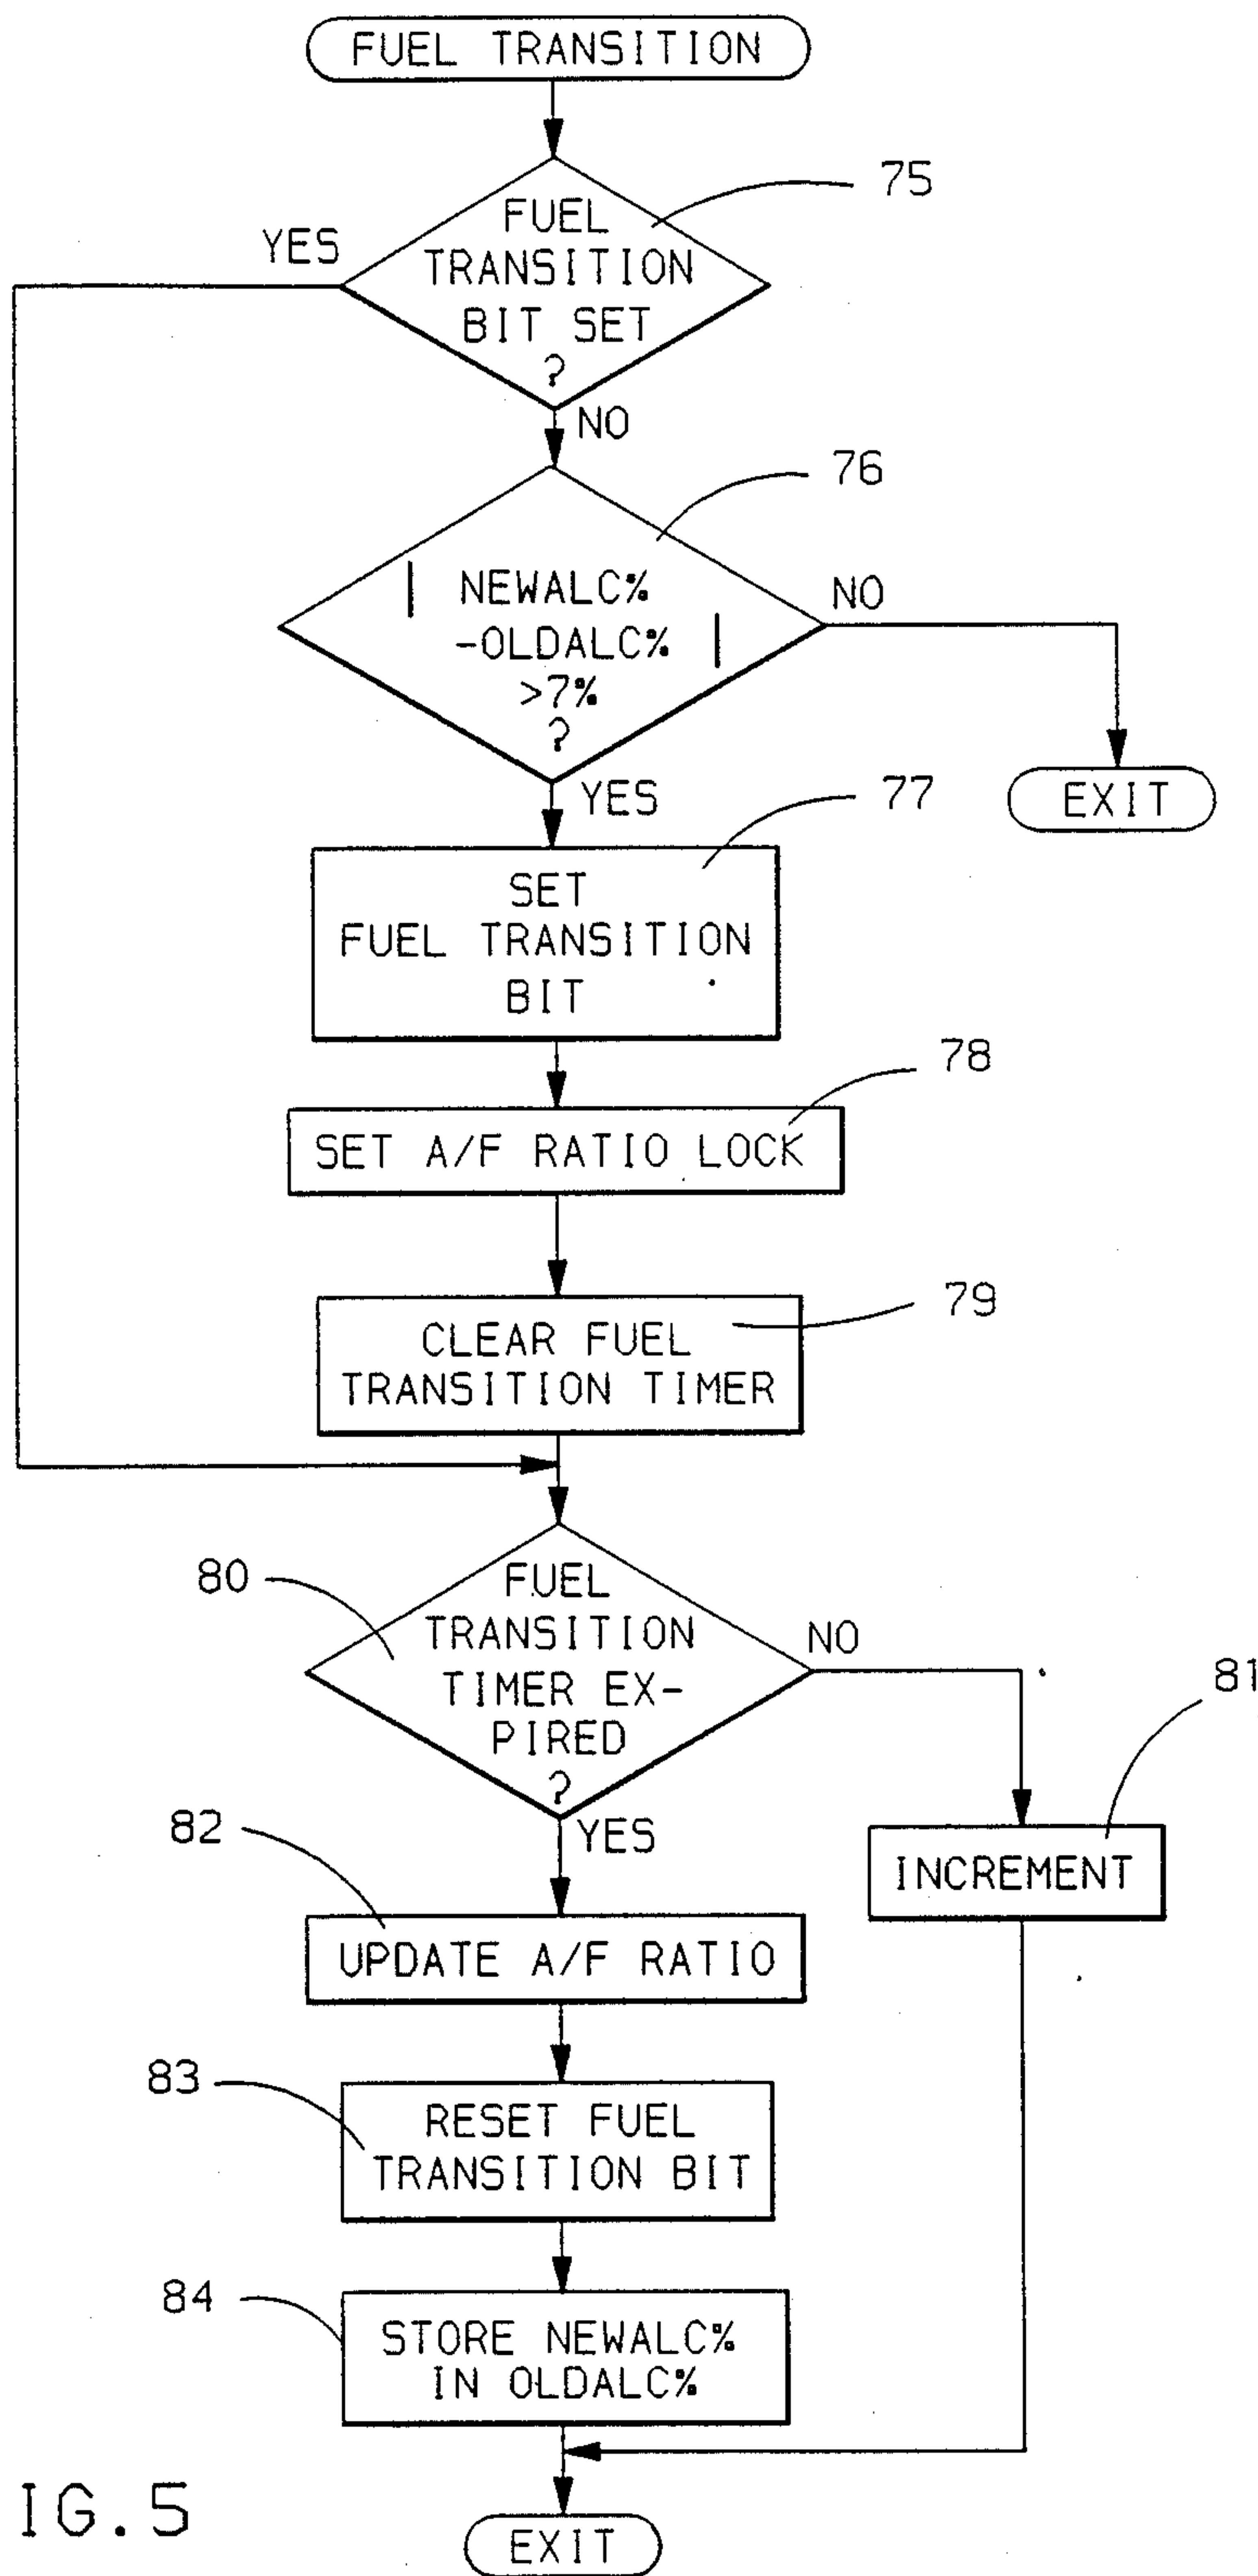 FUEL TRANSITION
75
FUEL
TRANSITION
BIT SET
?
YES
NO
76
| NEWALC%
-OLDALC% |
>7%
?
NO
YES
EXIT
77
SET
FUEL TRANSITION
BIT
78
SET A/F RATIO LOCK
79
CLEAR FUEL
TRANSITION TIMER
80
FUEL
TRANSITION
TIMER EX-
PIRED
?
NO
YES
81
INCREMENT
82
UPDATE A/F RATIO
83
RESET FUEL
TRANSITION BIT
84
STORE NEWALC%
IN OLDALC%
EXIT
IG.5